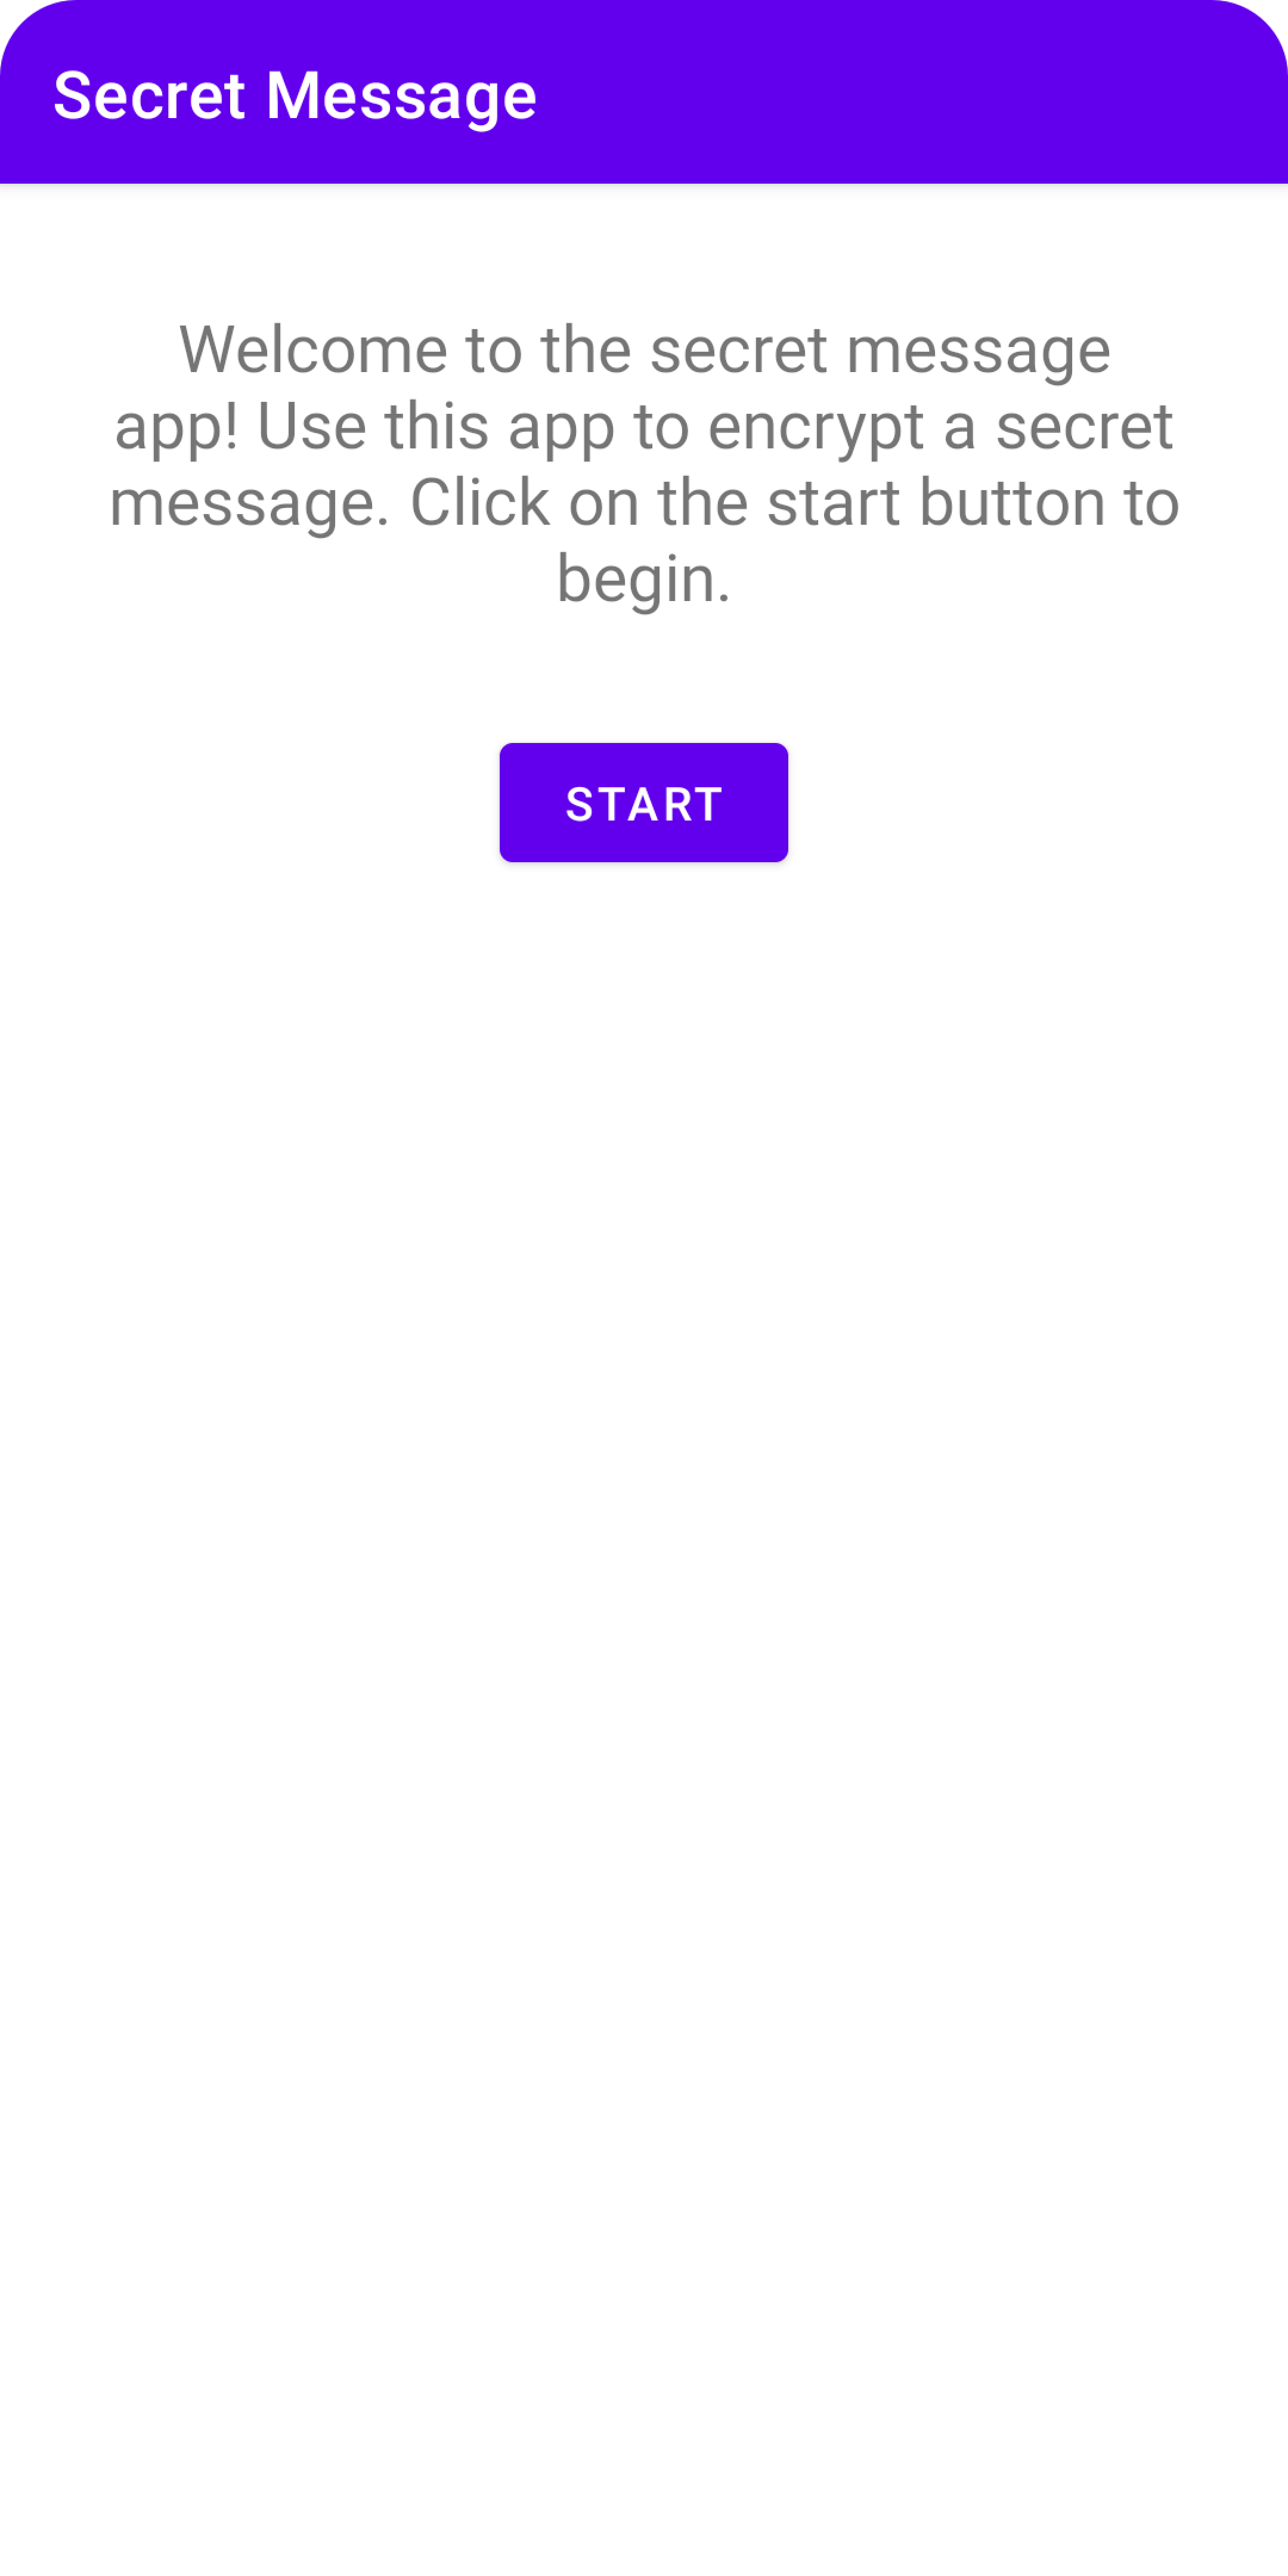 Secret Message
Welcome to the secret message
app! Use this app to encrypt a secret
message. Click on the start button to
begin.
START